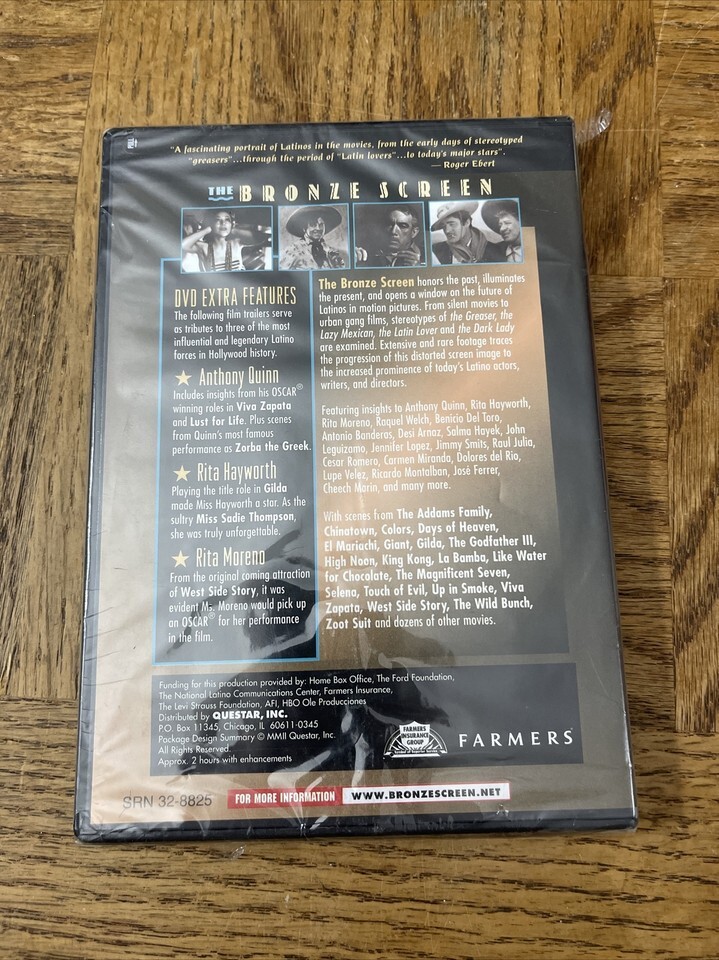 "A fascinating portrait of Latinos in the movies, from the early days of stereotyped
"greasers"...through the period of "Latin lovers"...to today's major stars".
— Roger Ebert
THE BRONZE SCREEN
DVD EXTRA FEATURES
The following film trailers serve
as tributes to three of the most
influential and legendary Latino
forces in Hollywood history.
★ Anthony Quinn
Includes insights from his OSCAR®
winning roles in Viva Zapata
and Lust for Life. Plus scenes
from Quinn's most famous
performance as Zorba the Greek.
★ Rita Hayworth
Playing the title role in Gilda
made Miss Hayworth a star. As the
sultry Miss Sadie Thompson,
she was truly unforgettable.
★ Rita Moreno
From the original coming attraction
of West Side Story, it was
evident Ms. Moreno would pick up
an OSCAR® for her performance
in the film.
The Bronze Screen honors the past, illuminates
the present, and opens a window on the future of
Latinos in motion pictures. From silent movies to
urban gang films, stereotypes of the Greaser, the
Lazy Mexican, the Latin Lover and the Dark Lady
are examined. Extensive and rare footage traces
the progression of this distorted screen image to
the increased prominence of today's Latino actors,
writers, and directors.
Featuring insights to Anthony Quinn, Rita Hayworth,
Rita Moreno, Raquel Welch, Benicio Del Toro,
Antonio Banderas, Desi Arnaz, Salma Hayek, John
Leguizamo, Jennifer Lopez, Jimmy Smits, Raul Julia,
Cesar Romero, Carmen Miranda, Dolores del Rio,
Lupe Velez, Ricardo Montalban, José Ferrer,
Cheech Marin, and many more.
With scenes from The Addams Family,
Chinatown, Colors, Days of Heaven,
El Mariachi, Giant, Gilda, The Godfather III,
High Noon, King Kong, La Bamba, Like Water
for Chocolate, The Magnificent Seven,
Selena, Touch of Evil, Up in Smoke, Viva
Zapata, West Side Story, The Wild Bunch,
Zoot Suit and dozens of other movies.
Funding for this production provided by: Home Box Office, The Ford Foundation,
The National Latino Communications Center, Farmers Insurance,
The Levi Strauss Foundation, AFI, HBO Ole Producciones
Distributed by QUESTAR, INC.
P.O. Box 11345, Chicago, IL 60611-0345
Package Design Summary © MMII Questar, Inc.
All Rights Reserved.
Approx. 2 hours with enhancements
FARMERS
INSURANCE
GROUP
FARMERS
SRN 32-8825
FOR MORE INFORMATION WWW.BRONZESCREEN.NET